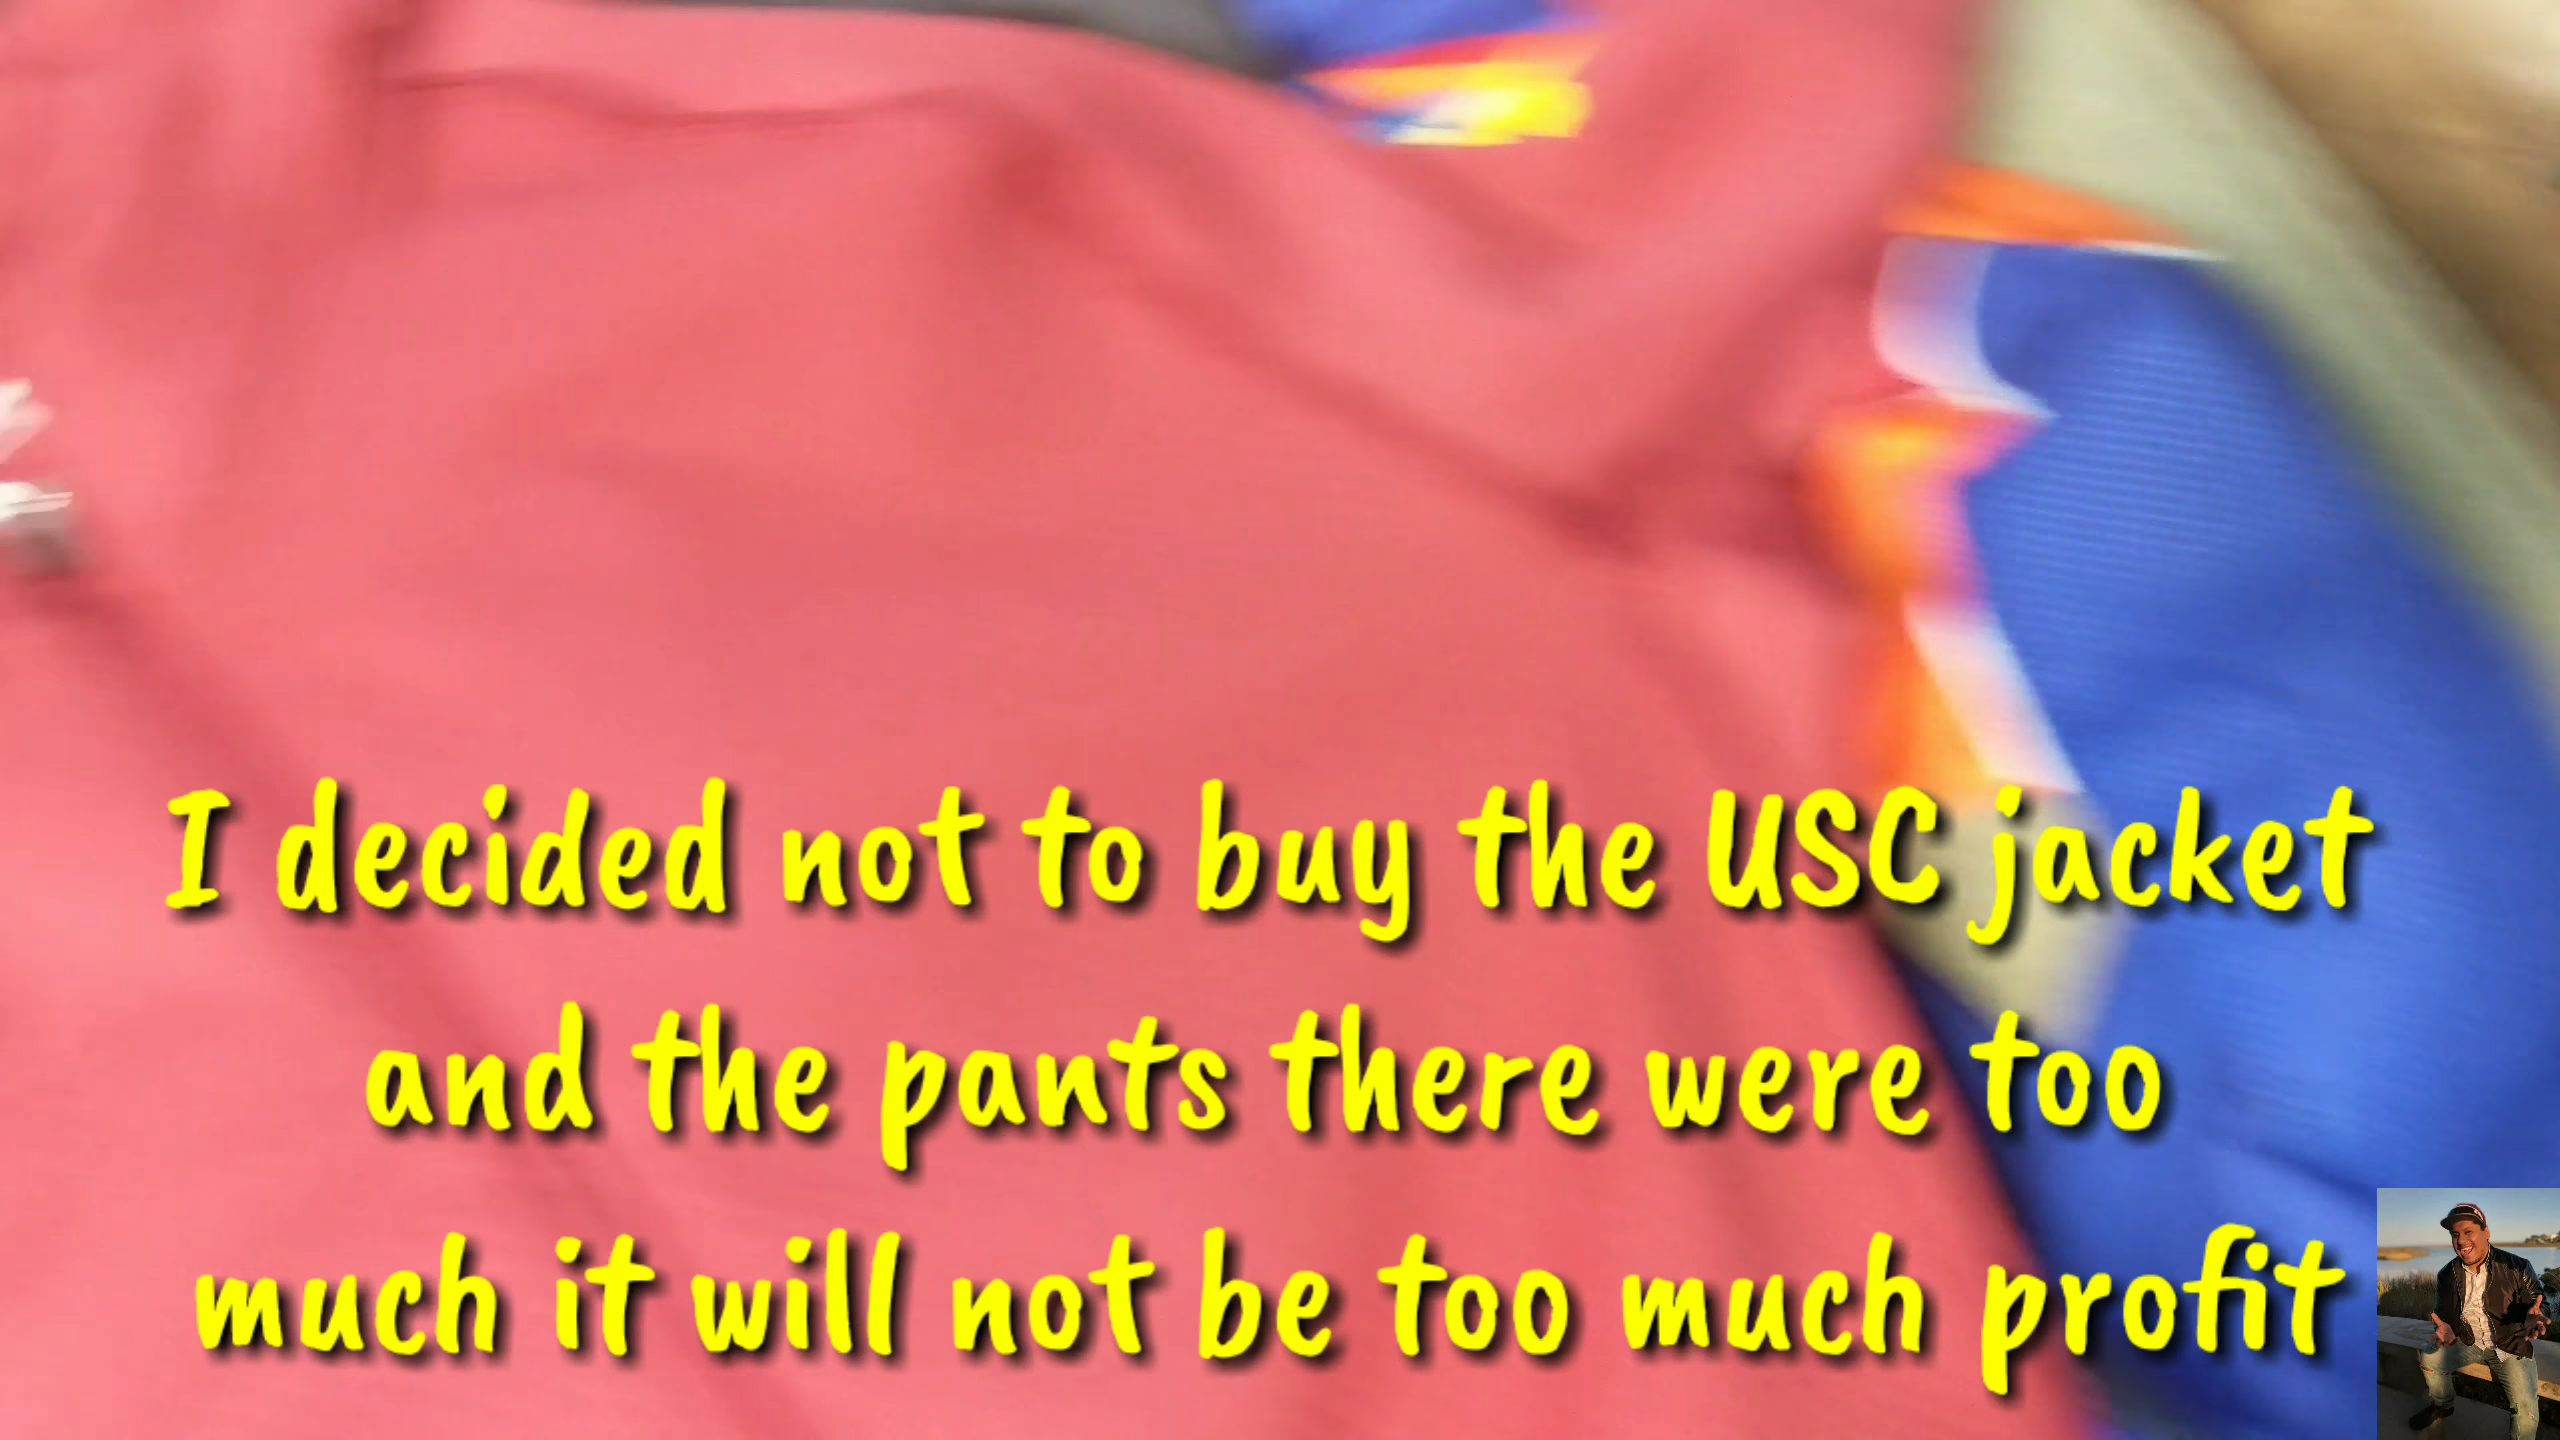 I decided not to buy the USC jacket
and the pants there were too
much it will not be too much profit